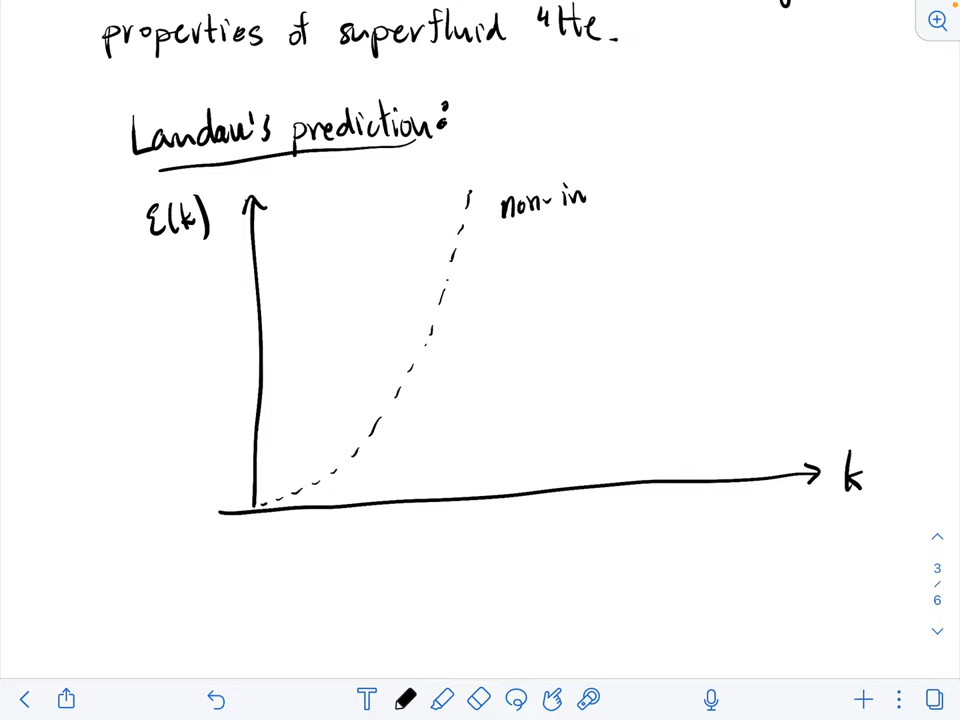 properties of superfluid ⁴He.
Landau's prediction:
ε(k)
non-in
k
3
/
6